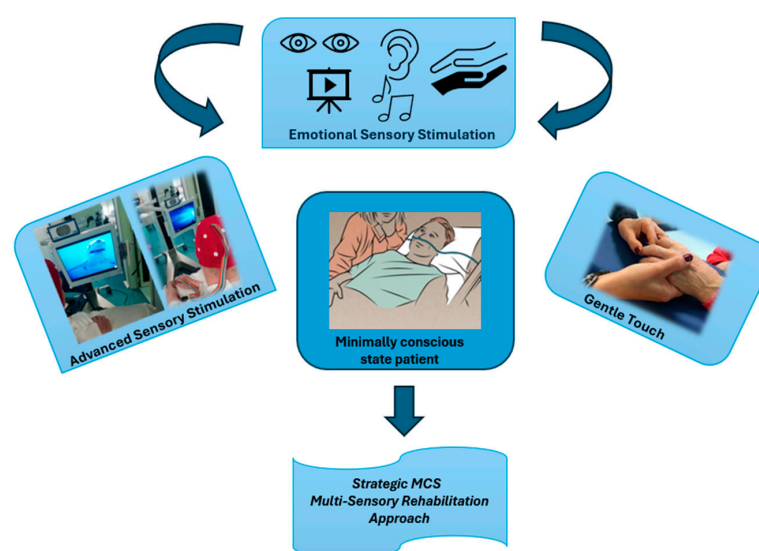 Emotional Sensory Stimulation
Advanced Sensory Stimulation
Gentle Touch
Minimally conscious
state patient
Strategic MCS
Multi-Sensory Rehabilitation
Approach